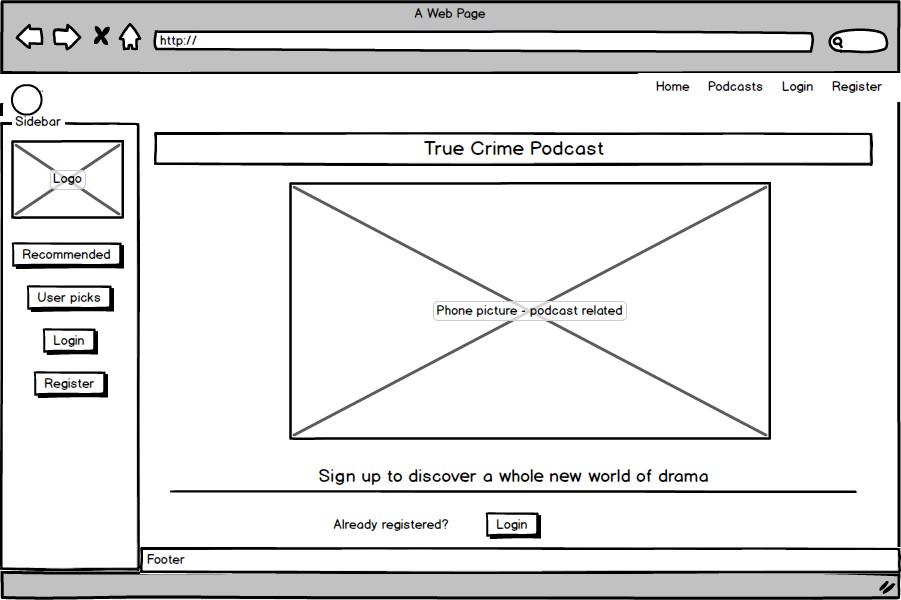 A Web Page
http://
Home Podcasts Login Register
Sidebar
Logo
Recommended
User picks
Login
Register
True Crime Podcast
Phone picture - podcast related
Sign up to discover a whole new world of drama
Already registered? Login
Footer